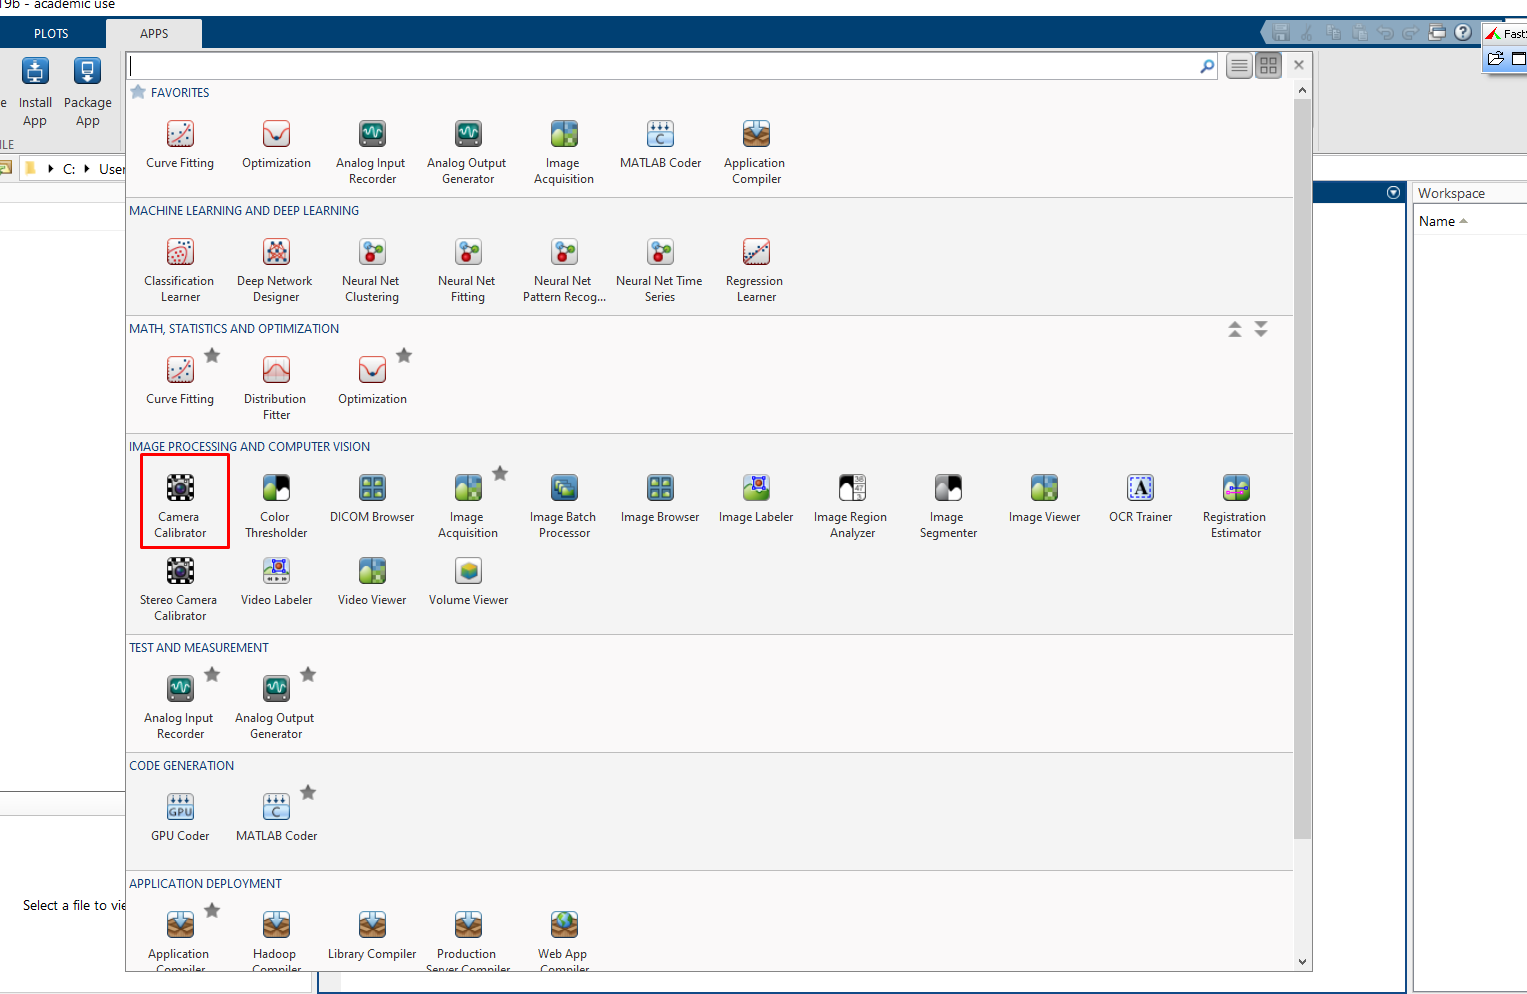 19b - academic use
PLOTS
APPS
Install
App
Package
App
FAVORITES
Curve Fitting
Optimization
Analog Input
Recorder
Analog Output
Generator
Image
Acquisition
MATLAB Coder
Application
Compiler
C:
User
Workspace
Name
MACHINE LEARNING AND DEEP LEARNING
Classification
Learner
Deep Network
Designer
Neural Net
Clustering
Neural Net
Fitting
Neural Net
Pattern Recog...
Neural Net Time
Series
Regression
Learner
MATH, STATISTICS AND OPTIMIZATION
Curve Fitting
Distribution
Fitter
Optimization
IMAGE PROCESSING AND COMPUTER VISION
Camera
Calibrator
Color
Thresholder
DICOM Browser
Image
Acquisition
Image Batch
Processor
Image Browser
Image Labeler
Image Region
Analyzer
Image
Segmenter
Image Viewer
OCR Trainer
Registration
Estimator
Stereo Camera
Calibrator
Video Labeler
Video Viewer
Volume Viewer
TEST AND MEASUREMENT
Analog Input
Recorder
Analog Output
Generator
CODE GENERATION
GPU
GPU Coder
C
MATLAB Coder
APPLICATION DEPLOYMENT
Select a file to vie
Application
Compiler
Hadoop
Compiler
Library Compiler
Production
Server Compiler
Web App
Compiler